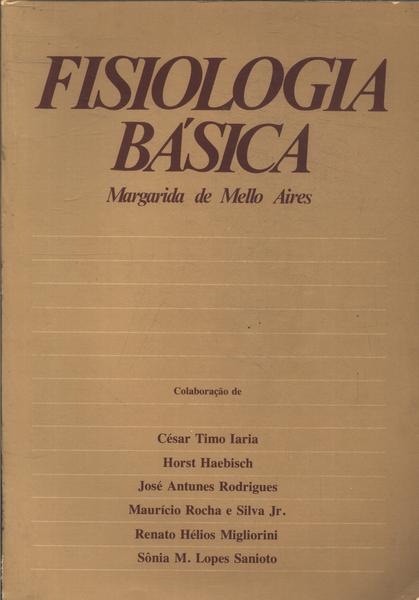 FISIOLOGIA
BÁSICA
Margarida de Mello Aires
Colaboração de
César Timo Iaria
Horst Haebisch
José Antunes Rodrigues
Maurício Rocha e Silva Jr.
Renato Hélios Migliorini
Sônia M. Lopes Sanioto